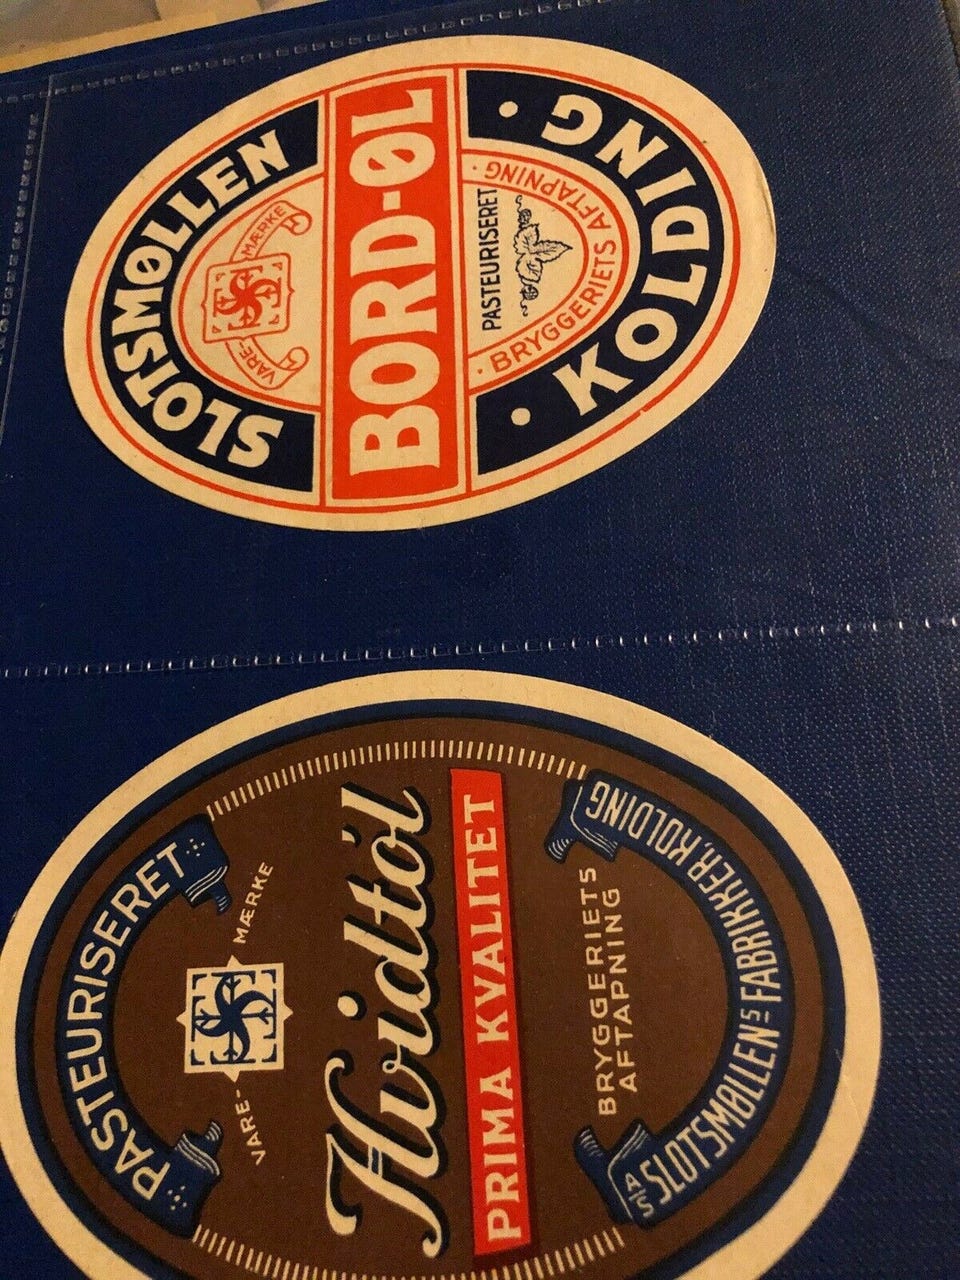 SLOTSMØLLEN
VARE- MÆRKE
BORD-ØL
PASTEURISERET
· BRYGGERIETS AFTAPNING ·
· KOLDING ·
PASTEURISERET
VARE- MÆRKE
Hvidtöl
PRIMA KVALITET
BRYGGERIETS
AFTAPNING
A/S SLOTSMØLLENS FABRIKKER, KOLDING